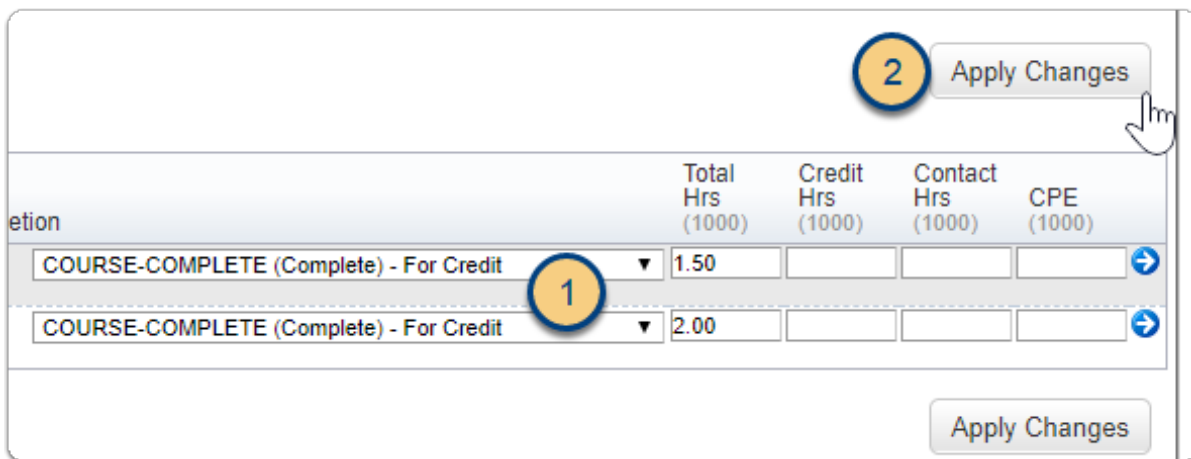 2 Apply Changes
Total Credit Contact
Hrs Hrs Hrs CPE
etion (1000) (1000) (1000) (1000)
COURSE-COMPLETE (Complete) - For Credit ▼ 1.50
1
COURSE-COMPLETE (Complete) - For Credit ▼ 2.00
Apply Changes